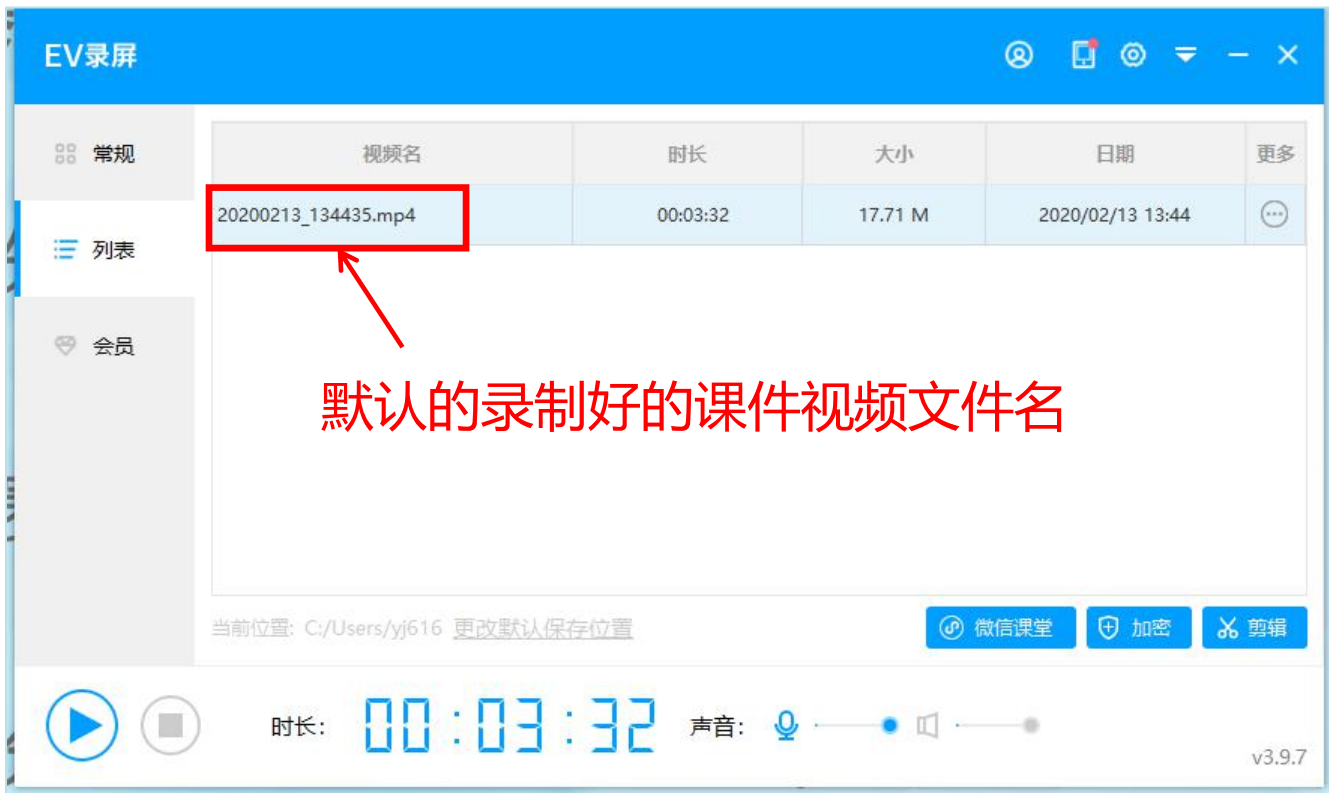 EV录屏
常规
列表
会员
视频名 时长 大小 日期 更多
20200213_134435.mp4 00:03:32 17.71 M 2020/02/13 13:44
默认的录制好的课件视频文件名
当前位置: C:/Users/yj616 更改默认保存位置
微信课堂 加密 剪辑
时长: 00:03:32 声音:
v3.9.7